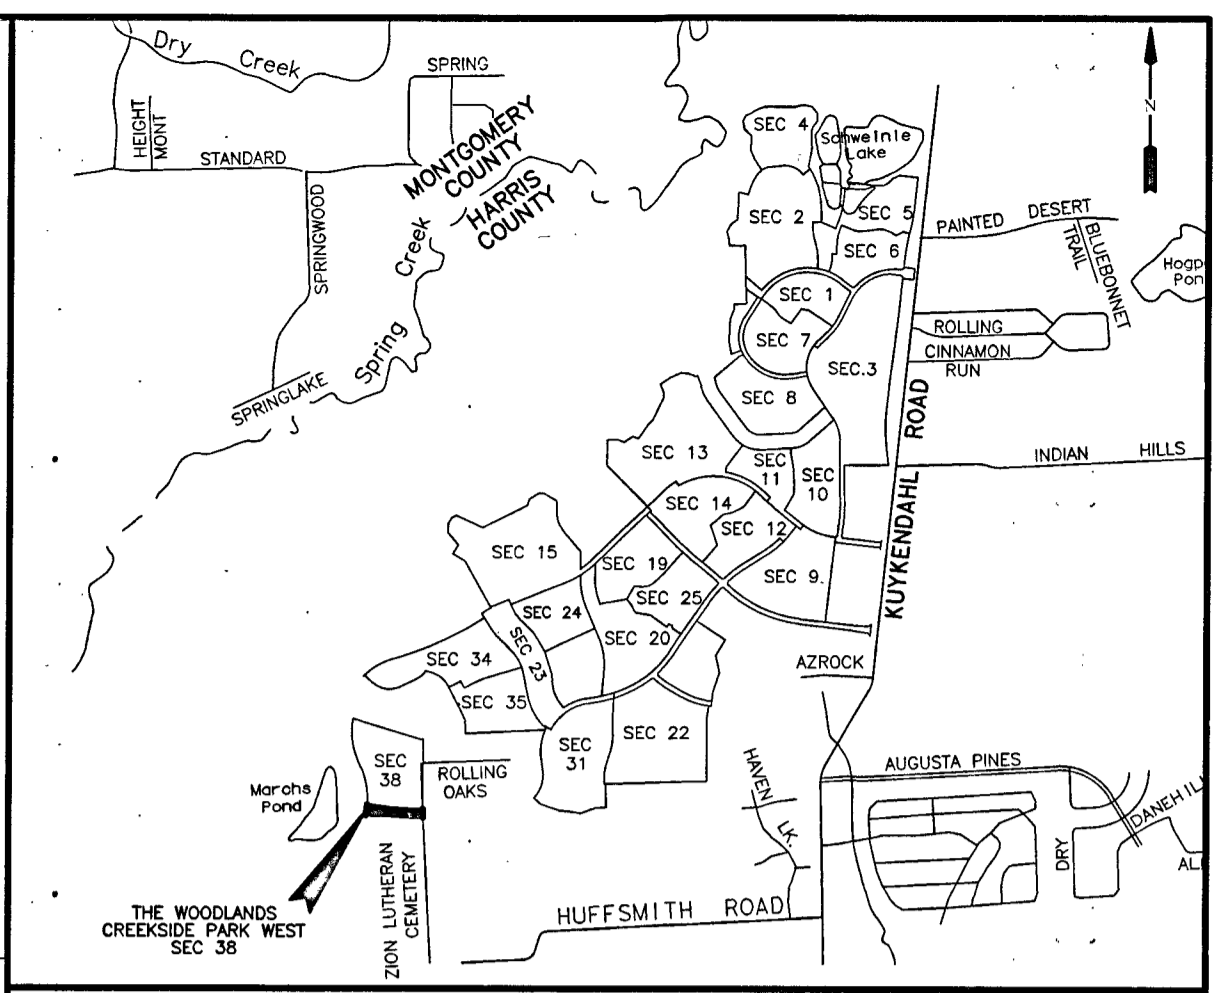 Dry
Creek
SPRING
HEIGHT
MONT
STANDARD
MONTGOMERY
COUNTY
HARRIS
COUNTY
SPRINGWOOD
Creek
Spring
SPRINGLAKE
N
SEC 4
Schweinle
Lake
SEC 2
SEC 5
SEC 6
PAINTED DESERT
BLUEBONNET
TRAIL
Hogp
Pon
SEC 1
SEC 7
SEC.3
ROLLING
CINNAMON
RUN
SEC 8
KUYKENDAHL ROAD
INDIAN HILLS
SEC 13
SEC
11
SEC
10
SEC 14
SEC 12
SEC 15
SEC 19
SEC 9.
SEC 25
SEC 24
SEC 20
SEC 23
SEC 34
SEC 35
AZROCK
SEC 22
SEC
31
SEC
38
ROLLING
OAKS
Marchs
Pond
HAVEN
LK.
AUGUSTA PINES
DANEHILL
DRY
AL
ZION LUTHERAN
CEMETERY
HUFFSMITH ROAD
THE WOODLANDS
CREEKSIDE PARK WEST
SEC 38